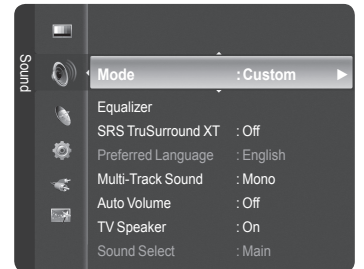 Sound
Mode : Custom
Equalizer
SRS TruSurround XT : Off
Preferred Language : English
Multi-Track Sound : Mono
Auto Volume : Off
TV Speaker : On
Sound Select : Main